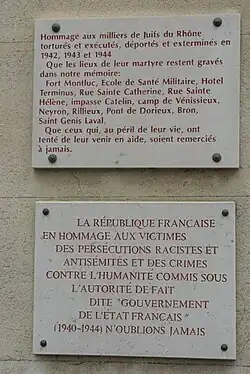 Hommage aux milliers de Juifs du Rhône
torturés et exécutés, déportés et exterminés en
1942, 1943 et 1944
Que les lieux de leur martyre restent gravés
dans notre mémoire:
Fort Montluc, Ecole de Santé Militaire, Hotel
Terminus, Rue Sainte Catherine, Rue Sainte
Hélène, impasse Catelin, camp de Vénissieux,
Neyron, Rillieux, Pont de Dorieux, Bron,
Saint Genis Laval,
Que ceux qui, au péril de leur vie, ont
tenté de leur venir en aide, soient remerciés
à jamais.
LA RÉPUBLIQUE FRANÇAISE
EN HOMMAGE AUX VICTIMES
DES PERSÉCUTIONS RACISTES ET
ANTISÉMITES ET DES CRIMES
CONTRE L'HUMANITÉ COMMIS SOUS
L'AUTORITÉ DE FAIT
DITE "GOUVERNEMENT
DE L'ÉTAT FRANÇAIS"
(1940-1944) N'OUBLIONS JAMAIS